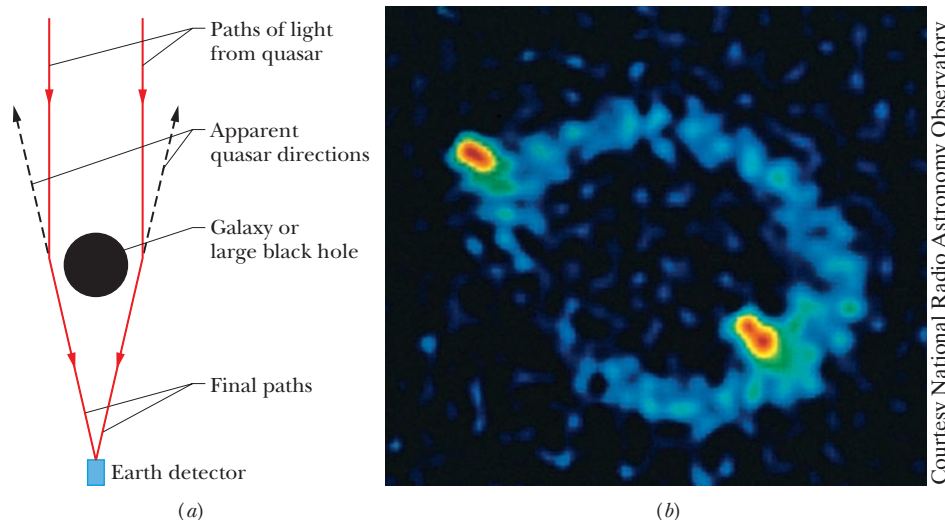 Paths of light
from quasar
Apparent
quasar directions
Galaxy or
large black hole
Final paths
Earth detector
(a)
(b)
Courtesy National Radio Astronomy Observatory